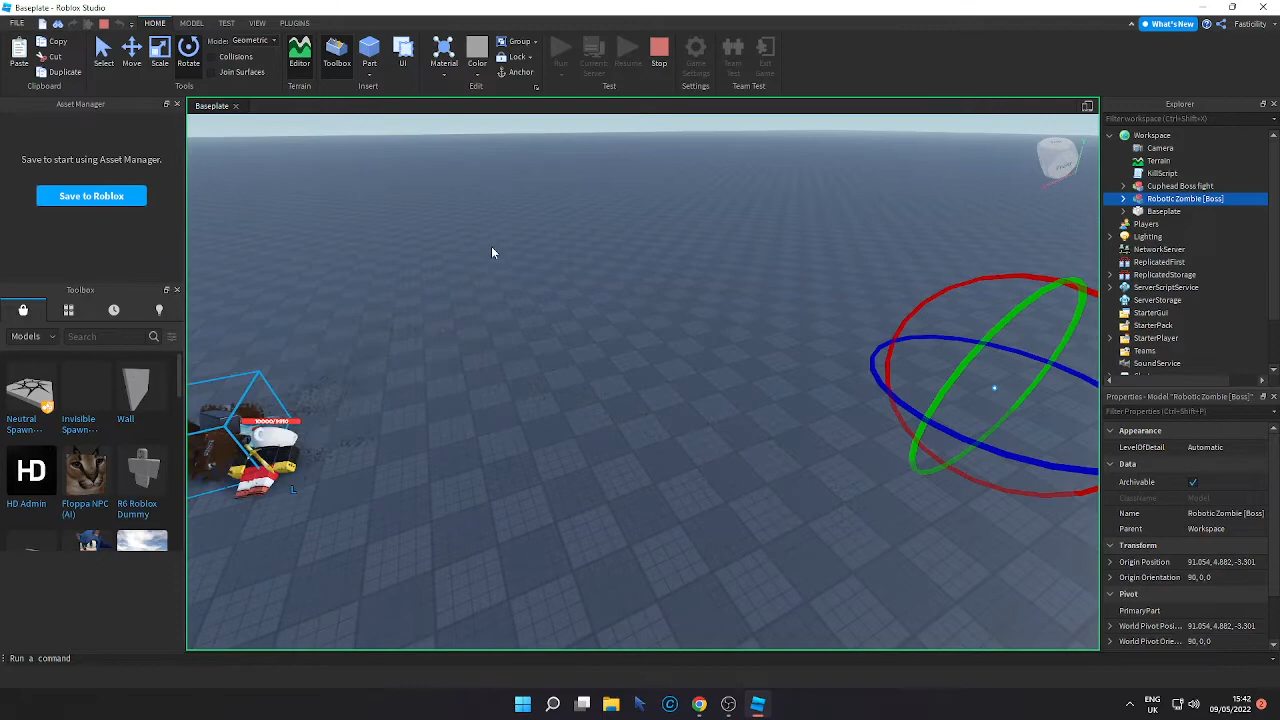 Baseplate - Roblox Studio
FILE HOME MODEL TEST VIEW PLUGINS What's New Fastcility
Copy
Cut
Duplicate
Paste
Clipboard
Select Move Scale Rotate
Mode: Geometric
Collisions
Join Surfaces
Tools
Editor
Terrain
Toolbox Part UI
Insert
Material Color
Group
Lock
Anchor
Edit
Run Current: Server Resume Stop
Test
Game Settings
Settings
Team Test Exit Game
Team Test
Asset Manager
Save to start using Asset Manager.
Save to Roblox
Toolbox
Models Search
Neutral Spawn...
Invisible Spawn...
Wall
HD
HD Admin
Floppa NPC (AI)
R6 Roblox Dummy
Baseplate
L
Explorer
Filter workspace (Ctrl+Shift+X)
Workspace
Camera
Terrain
KillScript
Cuphead Boss fight
Robotic Zombie [Boss]
Baseplate
Players
Lighting
NetworkServer
ReplicatedFirst
ReplicatedStorage
ServerScriptService
ServerStorage
StarterGui
StarterPack
StarterPlayer
Teams
SoundService
Properties - Model "Robotic Zombie [Boss]"
Filter Properties (Ctrl+Shift+P)
Appearance
LevelOfDetail Automatic
Data
Archivable
ClassName Model
Name Robotic Zombie [Boss]
Parent Workspace
Transform
Origin Position 91.054, 4.882, -3.301
Origin Orientation 90,0,0
Pivot
PrimaryPart
World Pivot Posi... 91.054, 4.882, -3.301
World Pivot Orie... 90,0,0
Run a command
ENG
UK
15:42
09/05/2022
2